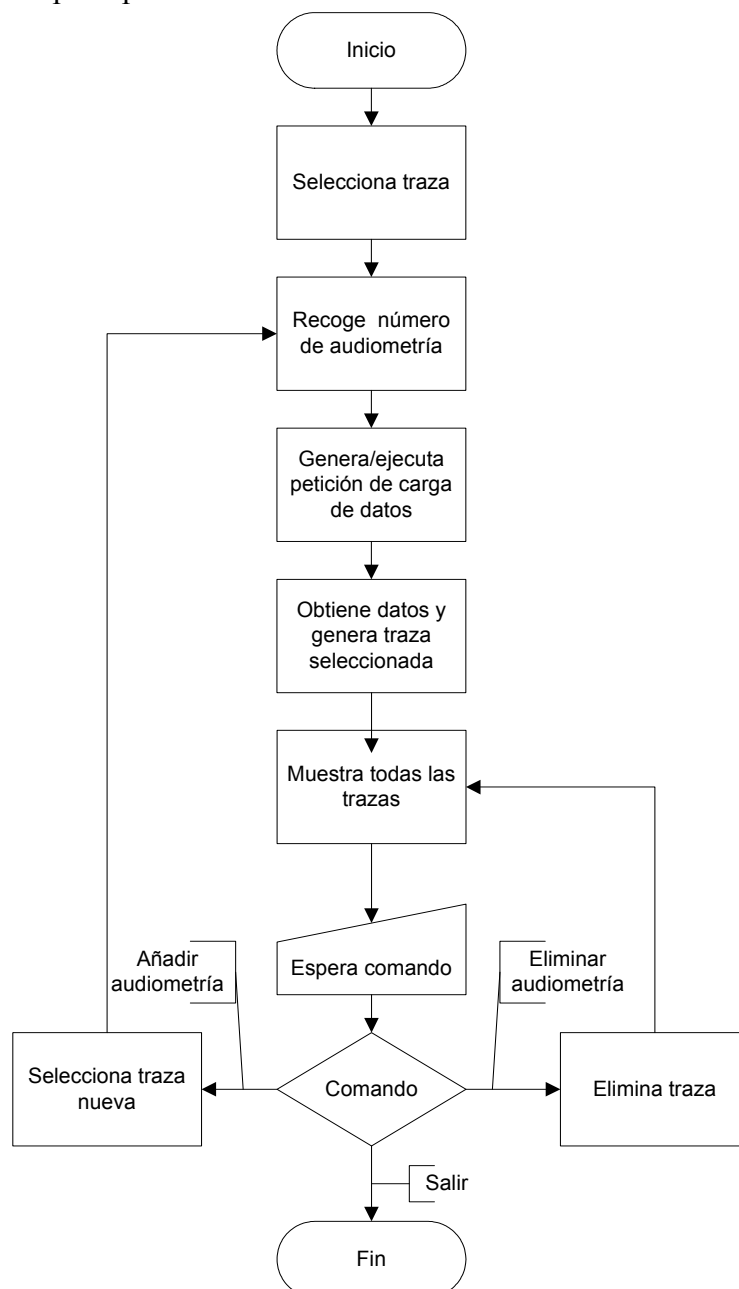 Inicio
Selecciona traza
Recoge número
de audiometría
Genera/ejecuta
petición de carga
de datos
Obtiene datos y
genera traza
seleccionada
Muestra todas las
trazas
Espera comando
Añadir
audiometría
Eliminar
audiometría
Selecciona traza
nueva
Comando
Elimina traza
Salir
Fin